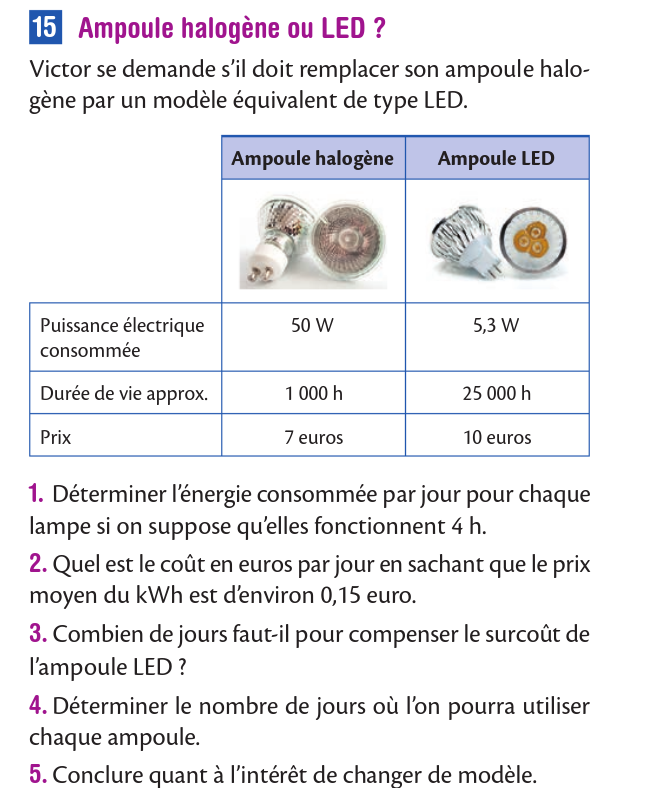 15 Ampoule halogène ou LED ?
Victor se demande s'il doit remplacer son ampoule halo-
gène par un modèle équivalent de type LED.
Ampoule halogène Ampoule LED
Puissance électrique consommée 50 W 5,3 W
Durée de vie approx. 1 000 h 25 000 h
Prix 7 euros 10 euros
1. Déterminer l'énergie consommée par jour pour chaque
lampe si on suppose qu'elles fonctionnent 4 h.
2. Quel est le coût en euros par jour en sachant que le prix
moyen du kWh est d'environ 0,15 euro.
3. Combien de jours faut-il pour compenser le surcoût de
l'ampoule LED ?
4. Déterminer le nombre de jours où l'on pourra utiliser
chaque ampoule.
5. Conclure quant à l'intérêt de changer de modèle.